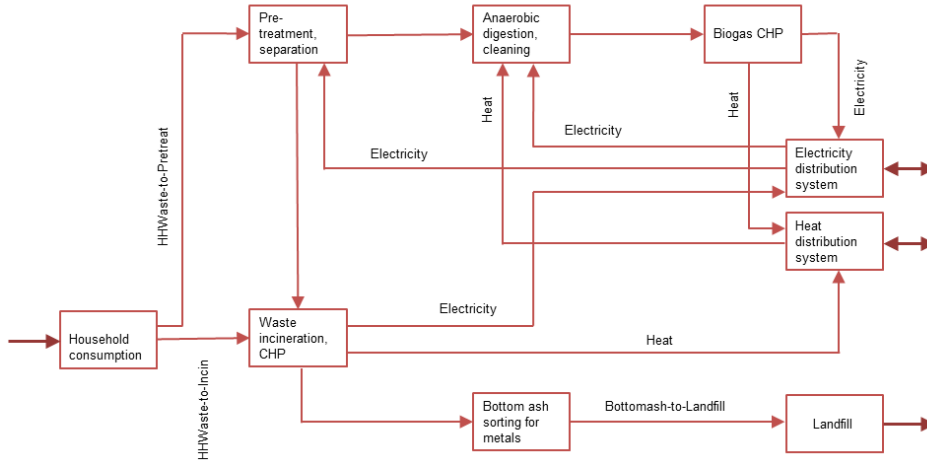 Pre-
treatment,
separation
Anaerobic
digestion,
cleaning
Biogas CHP
HHWaste-to-Pretreat
Heat
Heat
Electricity
Electricity
Electricity
Electricity
distribution
system
Heat
distribution
system
Household
consumption
Waste
incineration,
CHP
Electricity
Heat
HHWaste-to-Incin
Bottom ash
sorting for
metals
Bottomash-to-Landfill
Landfill